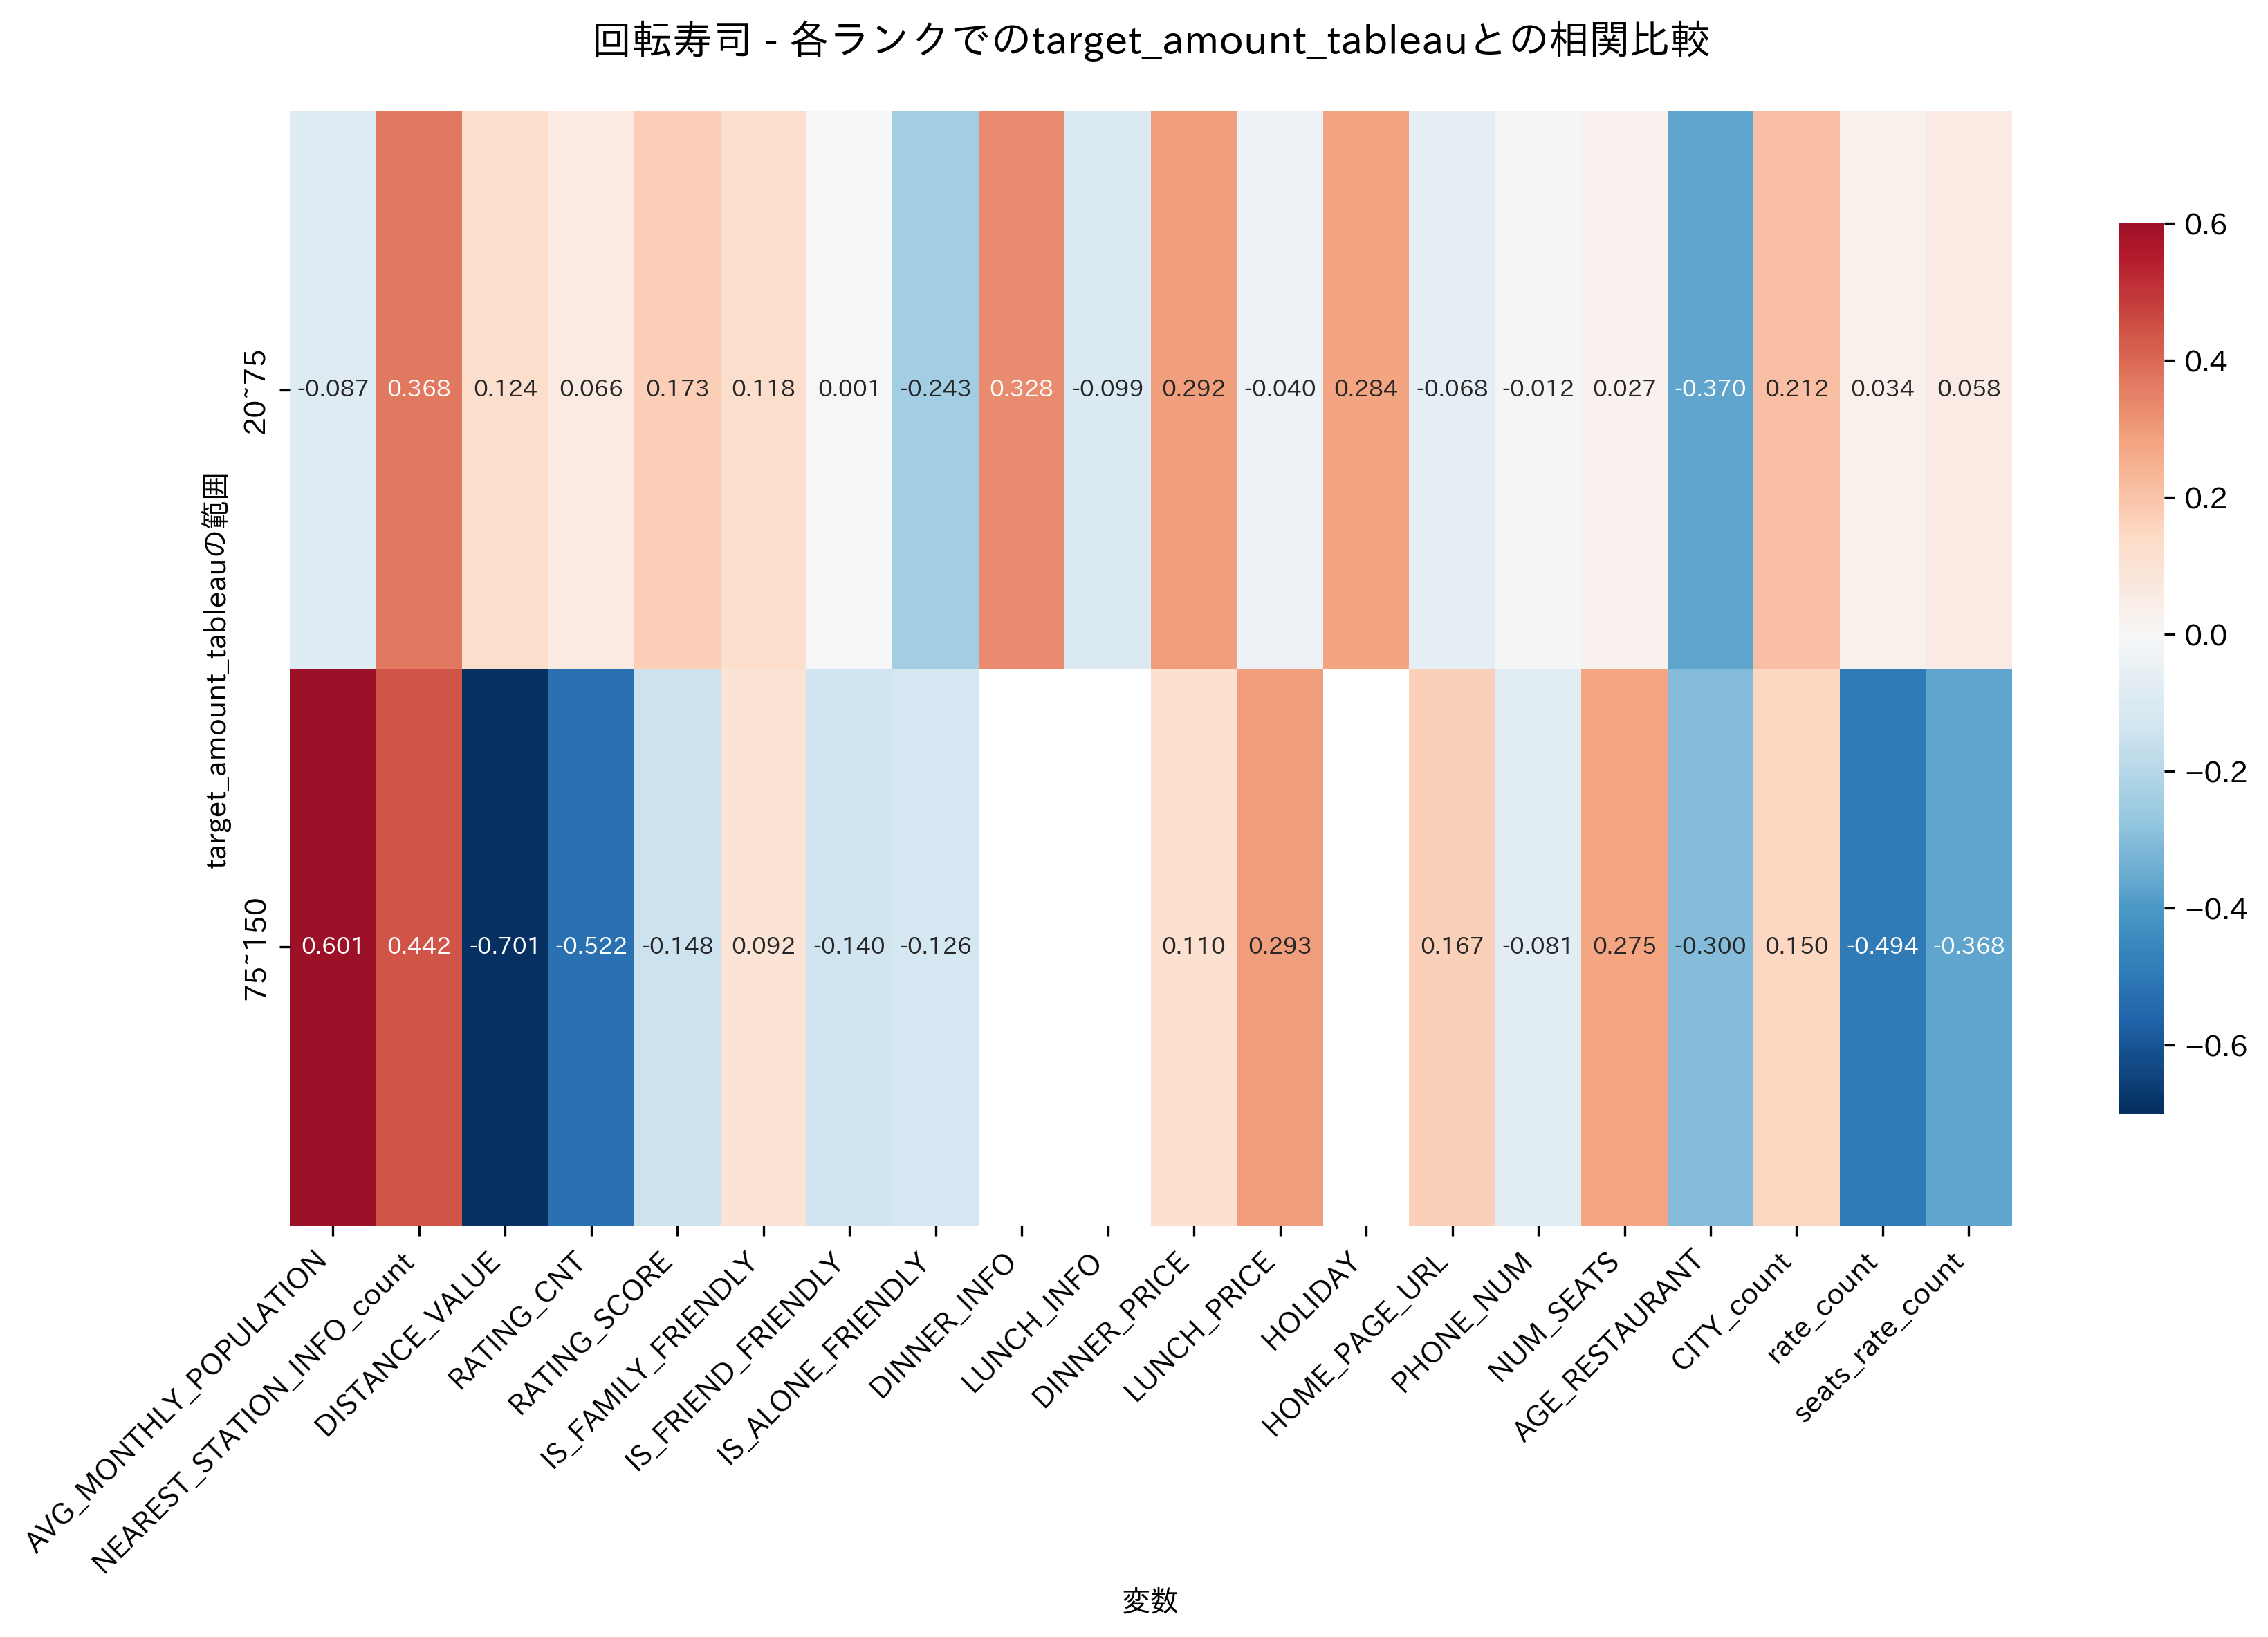 回転寿司 - 各ランクでのtarget_amount_tableauとの相関比較
target_amount_tableauの範囲
20~75
-0.087 0.368 0.124 0.066 0.173 0.118 0.001 -0.243 0.328 -0.099 0.292 -0.040 0.284 -0.068 -0.012 0.027 -0.370 0.212 0.034 0.058
75~150
0.601 0.442 -0.701 -0.522 -0.148 0.092 -0.140 -0.126 0.110 0.293 0.167 -0.081 0.275 -0.300 0.150 -0.494 -0.368
AVG_MONTHLY_POPULATION
NEAREST_STATION_INFO_count
DISTANCE_VALUE
RATING_CNT
RATING_SCORE
IS_FAMILY_FRIENDLY
IS_FRIEND_FRIENDLY
IS_ALONE_FRIENDLY
DINNER_INFO
LUNCH_INFO
DINNER_PRICE
LUNCH_PRICE
HOLIDAY
HOME_PAGE_URL
PHONE_NUM
NUM_SEATS
AGE_RESTAURANT
CITY_count
rate_count
seats_rate_count
変数
0.6
0.4
0.2
0.0
−0.2
−0.4
−0.6